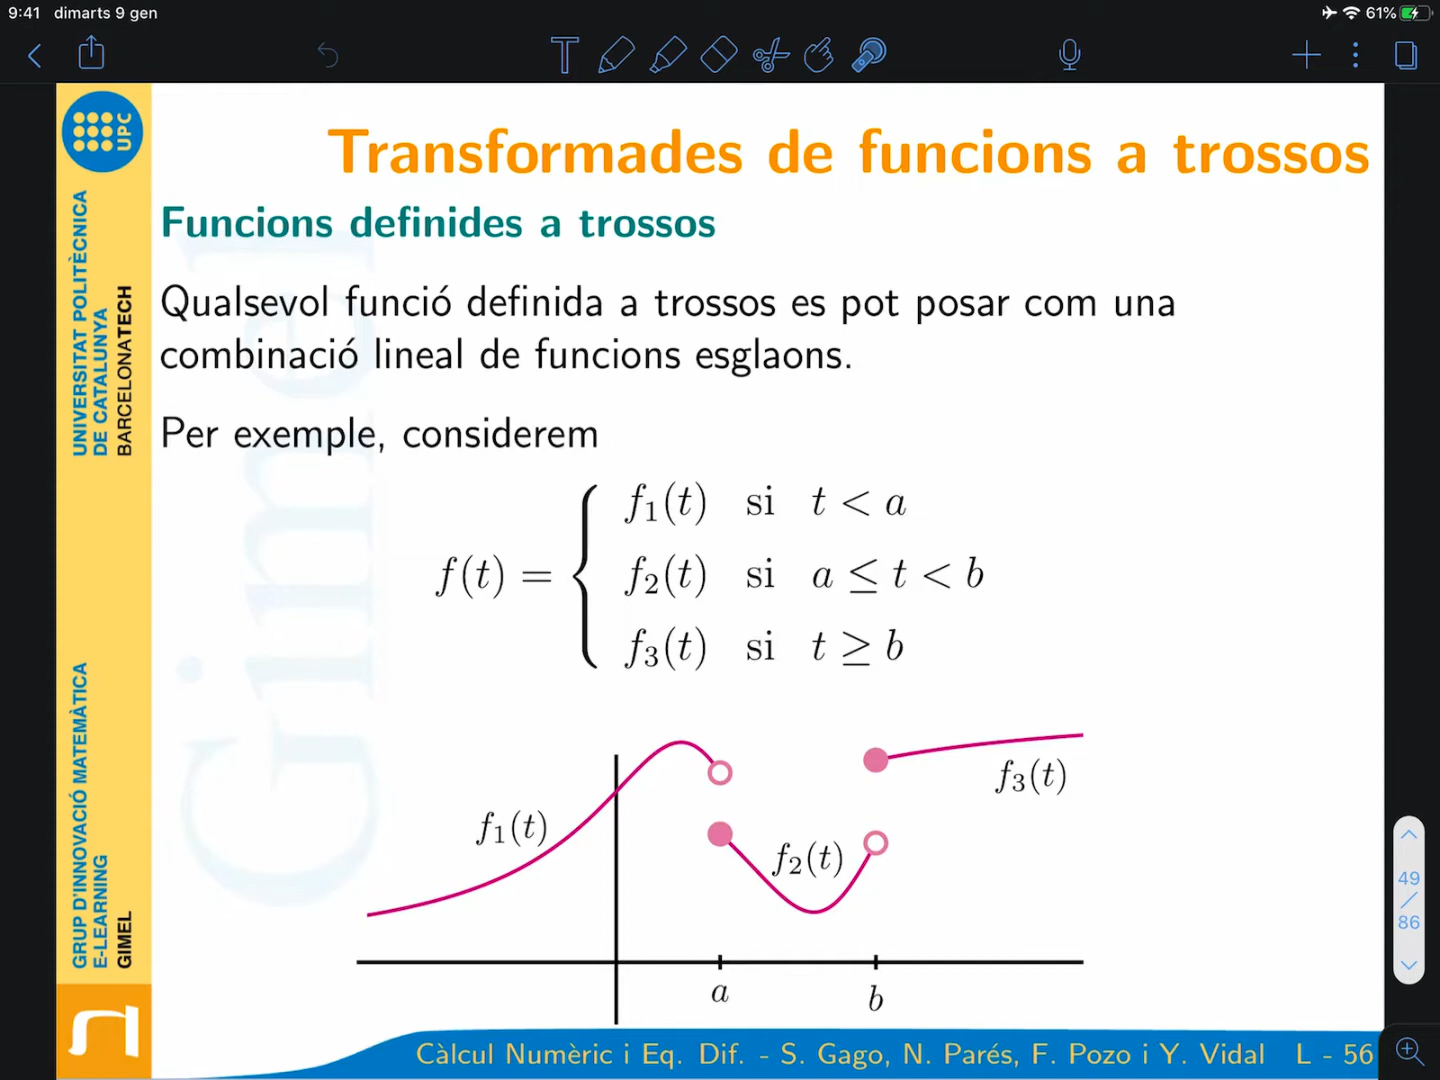 9:41 dimarts 9 gen
61%
UPC
UNIVERSITAT POLITÈCNICA
DE CATALUNYA
BARCELONATECH
GRUP D'INNOVACIÓ MATEMÀTICA
E-LEARNING
GIMEL
Gimel
Transformades de funcions a trossos
Funcions definides a trossos
Qualsevol funció definida a trossos es pot posar com una
combinació lineal de funcions esglaons.
Per exemple, considerem
f(t) = { f₁(t) si t < a
f₂(t) si a ≤ t < b
f₃(t) si t ≥ b
f₁(t)
f₂(t)
f₃(t)
a
b
49
/
86
Càlcul Numèric i Eq. Dif. - S. Gago, N. Parés, F. Pozo i Y. Vidal L - 56